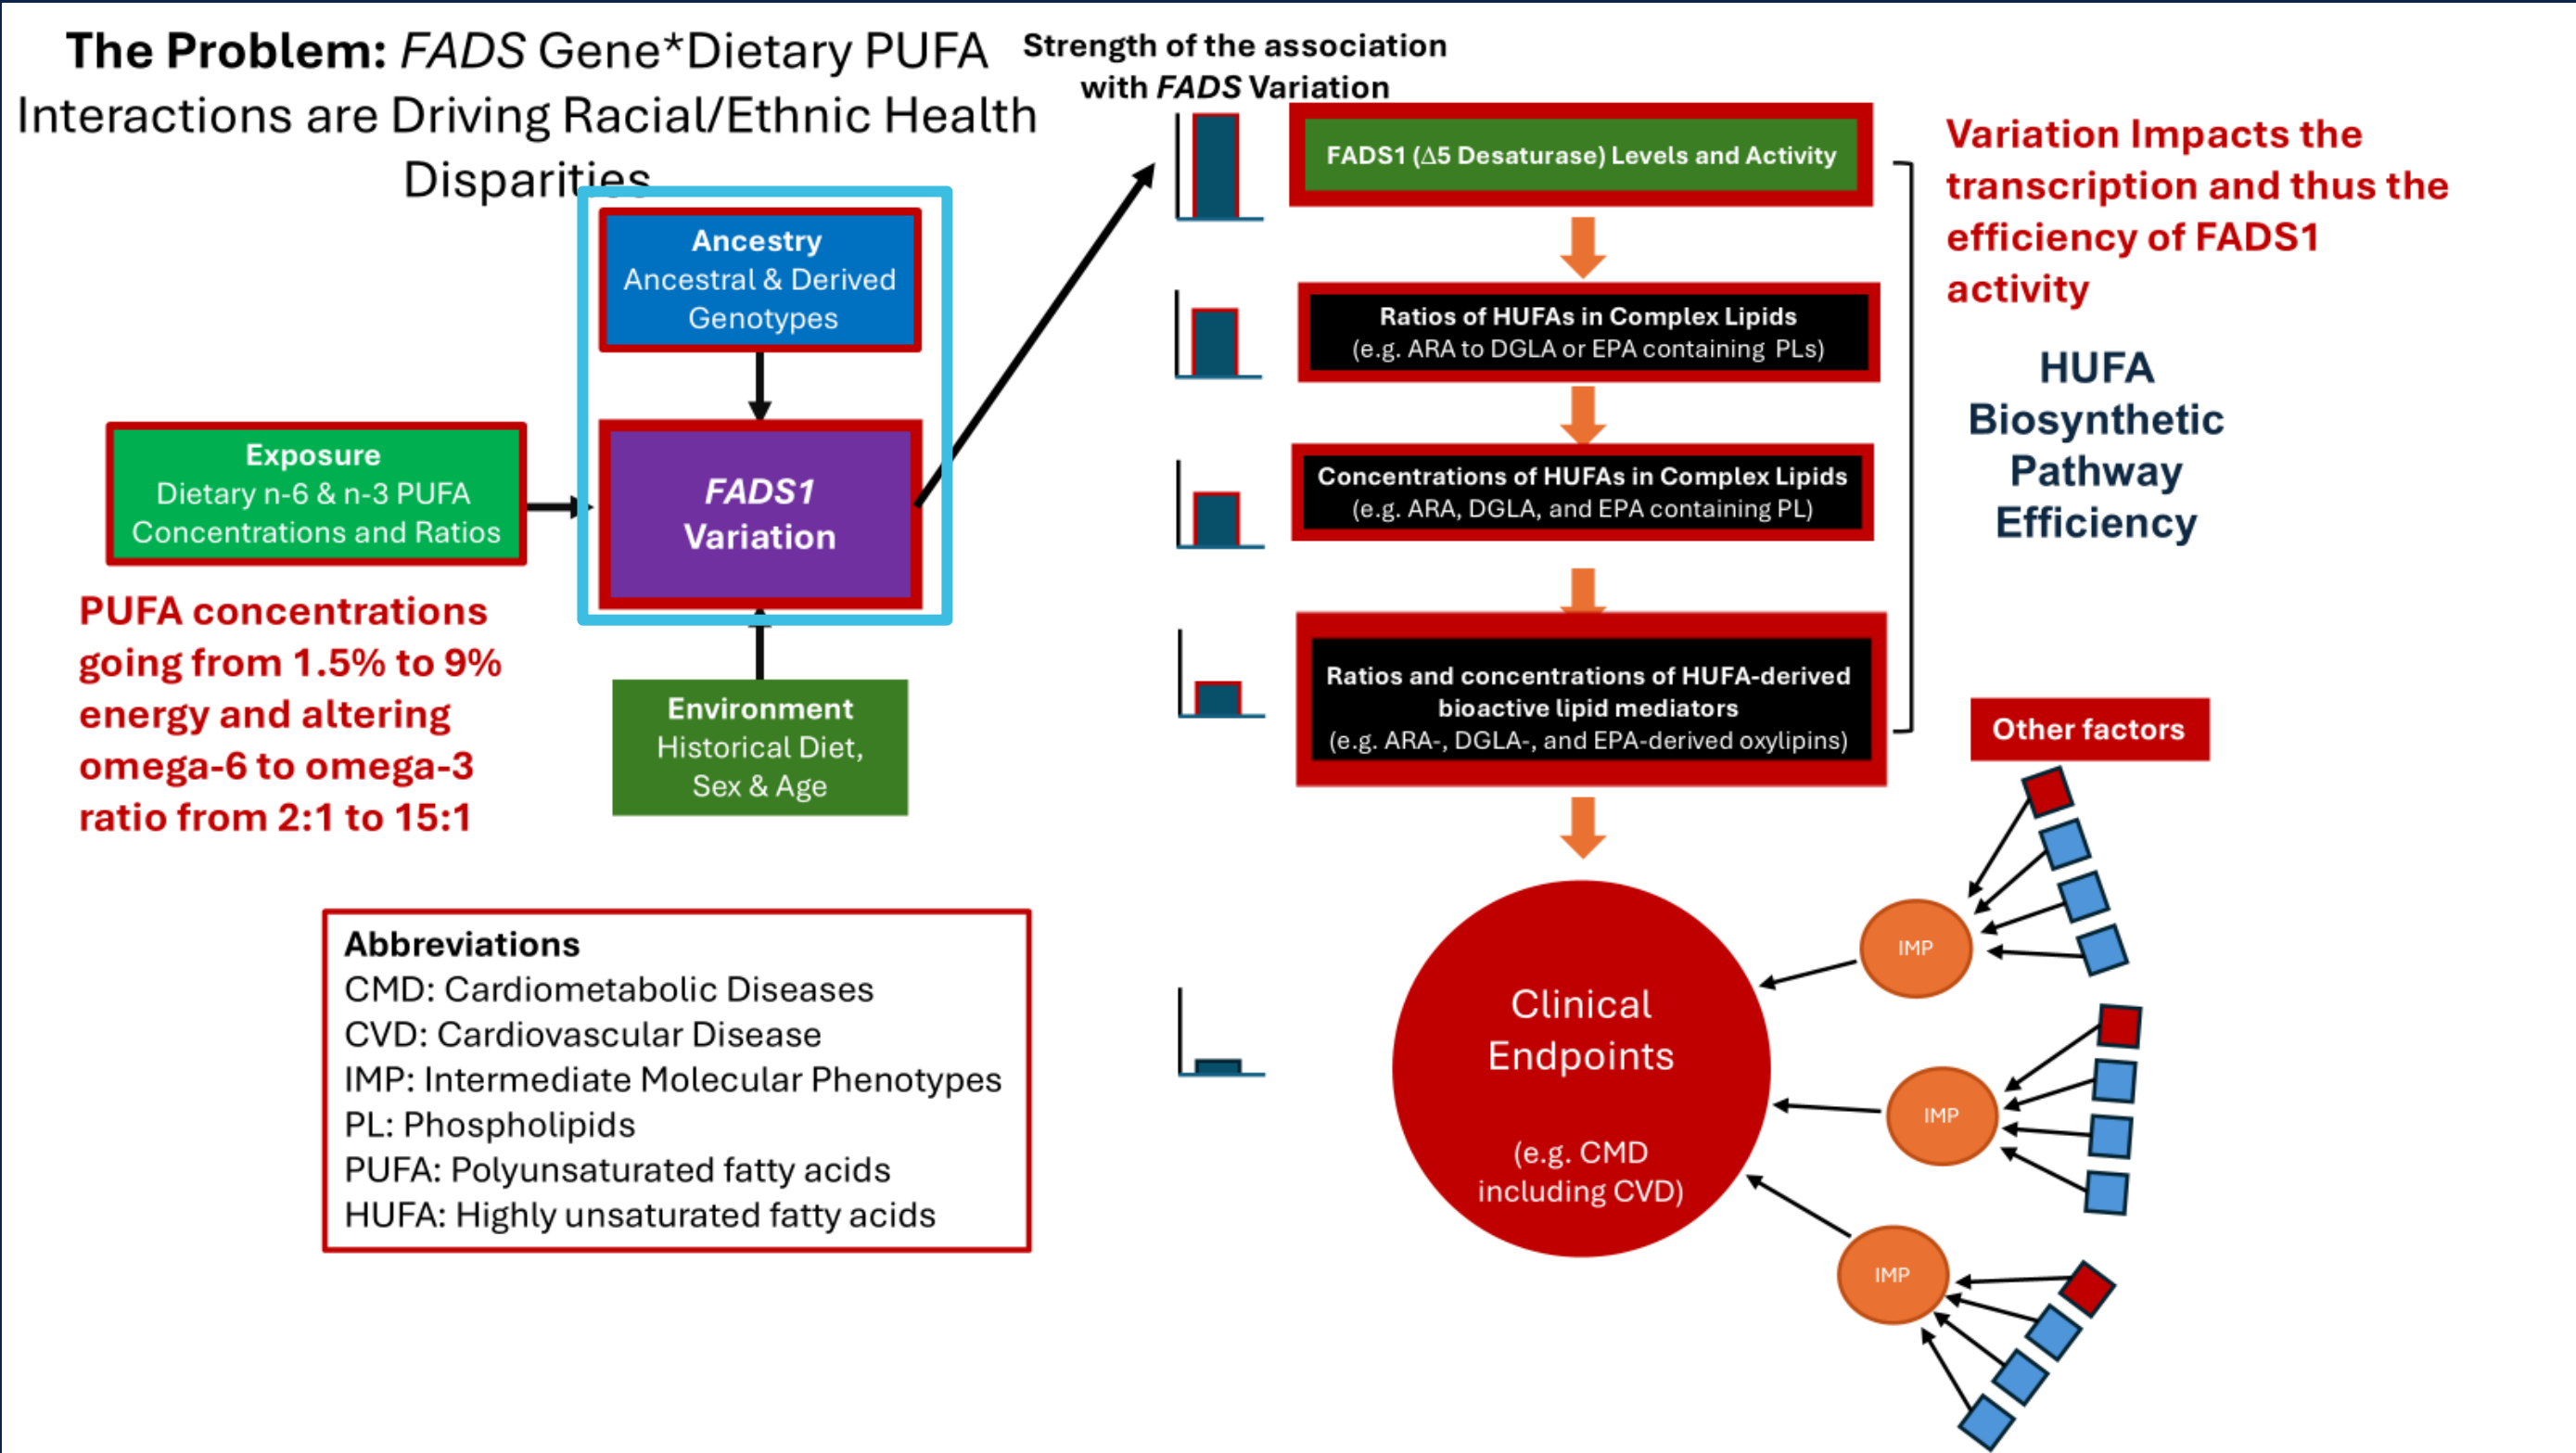 The Problem: FADS Gene*Dietary PUFA
Interactions are Driving Racial/Ethnic Health
Disparities
Strength of the association
with FADS Variation
Ancestry
Ancestral & Derived
Genotypes
Exposure
Dietary n-6 & n-3 PUFA
Concentrations and Ratios
FADS1
Variation
PUFA concentrations
going from 1.5% to 9%
energy and altering
omega-6 to omega-3
ratio from 2:1 to 15:1
Environment
Historical Diet,
Sex & Age
Abbreviations
CMD: Cardiometabolic Diseases
CVD: Cardiovascular Disease
IMP: Intermediate Molecular Phenotypes
PL: Phospholipids
PUFA: Polyunsaturated fatty acids
HUFA: Highly unsaturated fatty acids
FADS1 (Δ5 Desaturase) Levels and Activity
Ratios of HUFAs in Complex Lipids
(e.g. ARA to DGLA or EPA containing PLs)
Concentrations of HUFAs in Complex Lipids
(e.g. ARA, DGLA, and EPA containing PL)
Ratios and concentrations of HUFA-derived
bioactive lipid mediators
(e.g. ARA-, DGLA-, and EPA-derived oxylipins)
Clinical
Endpoints
(e.g. CMD
including CVD)
Variation Impacts the
transcription and thus the
efficiency of FADS1
activity
HUFA
Biosynthetic
Pathway
Efficiency
Other factors
IMP
IMP
IMP